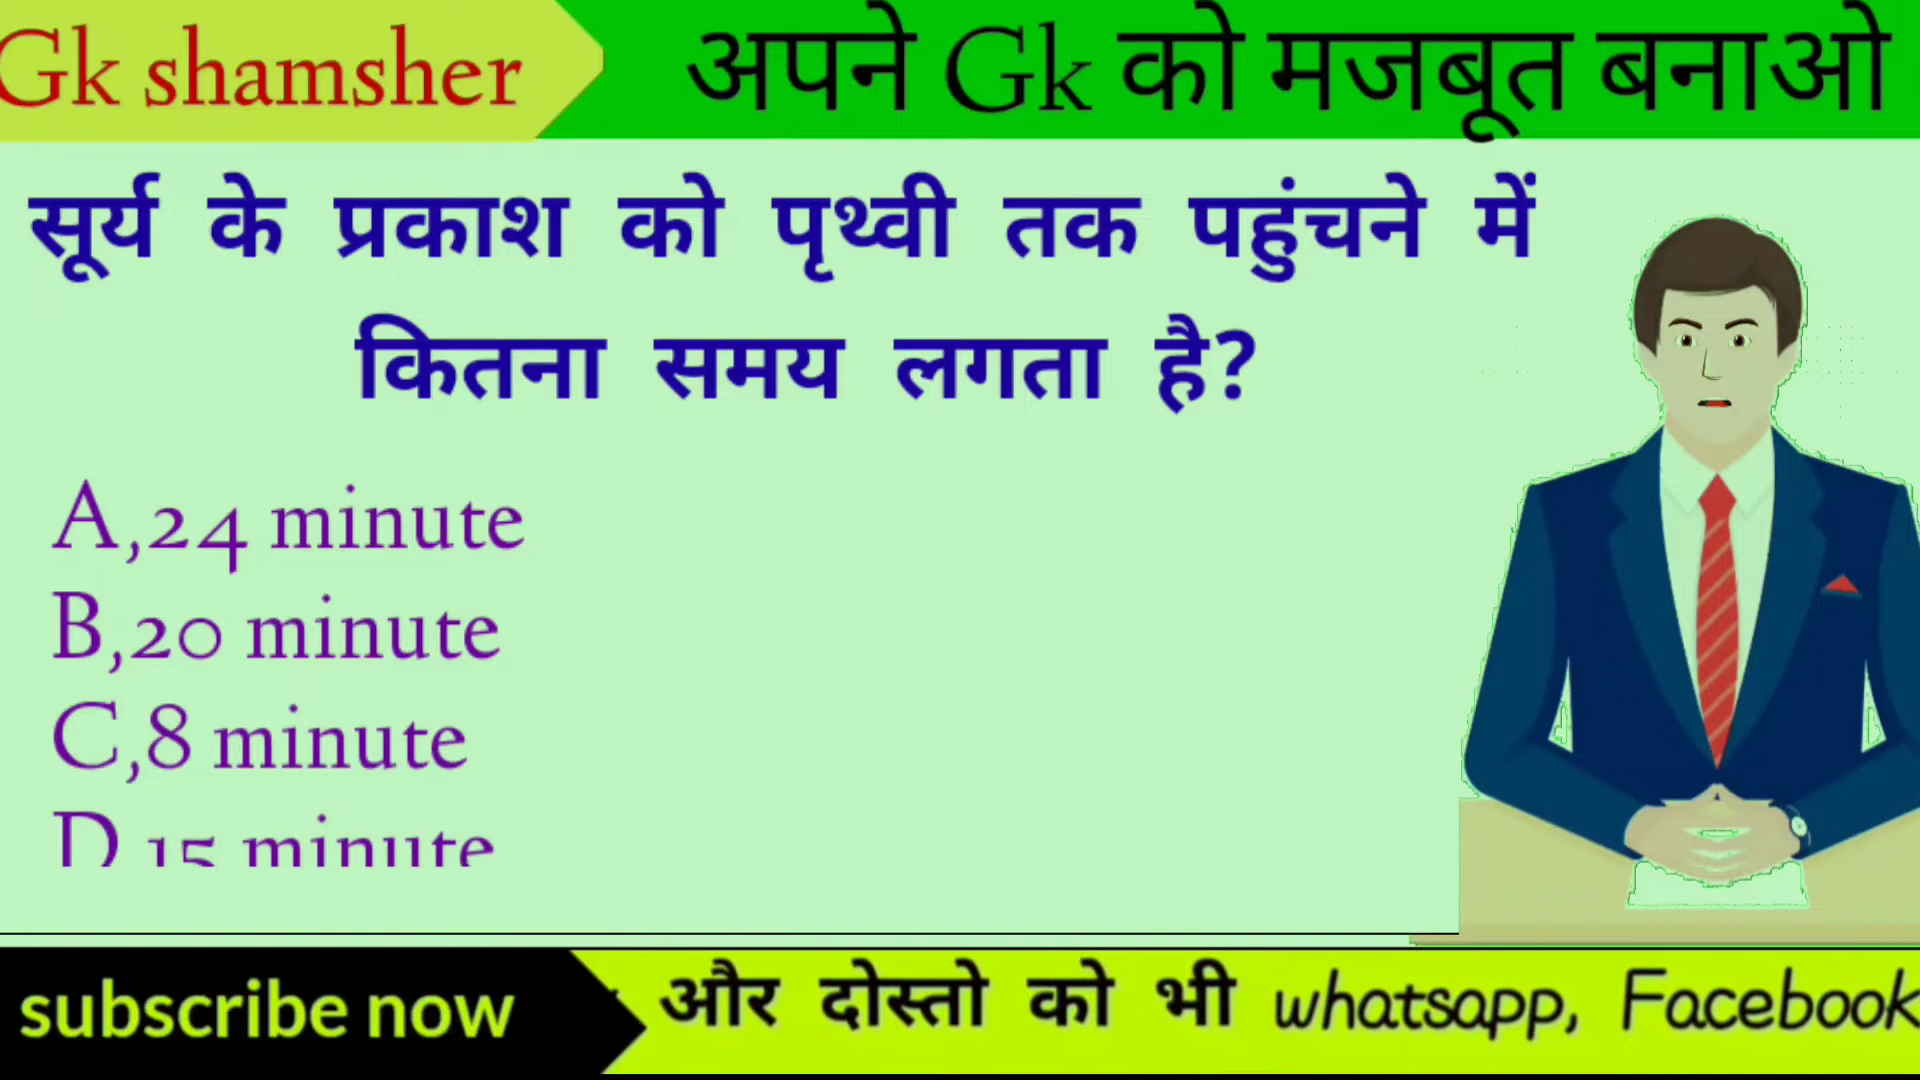 Gk shamsher
अपने Gk को मजबूत बनाओ
सूर्य के प्रकाश को पृथ्वी तक पहुंचने में
कितना समय लगता है?
A,24 minute
B,20 minute
C,8 minute
D 15 minute
subscribe now
और दोस्तो को भी whatsapp, Facebook